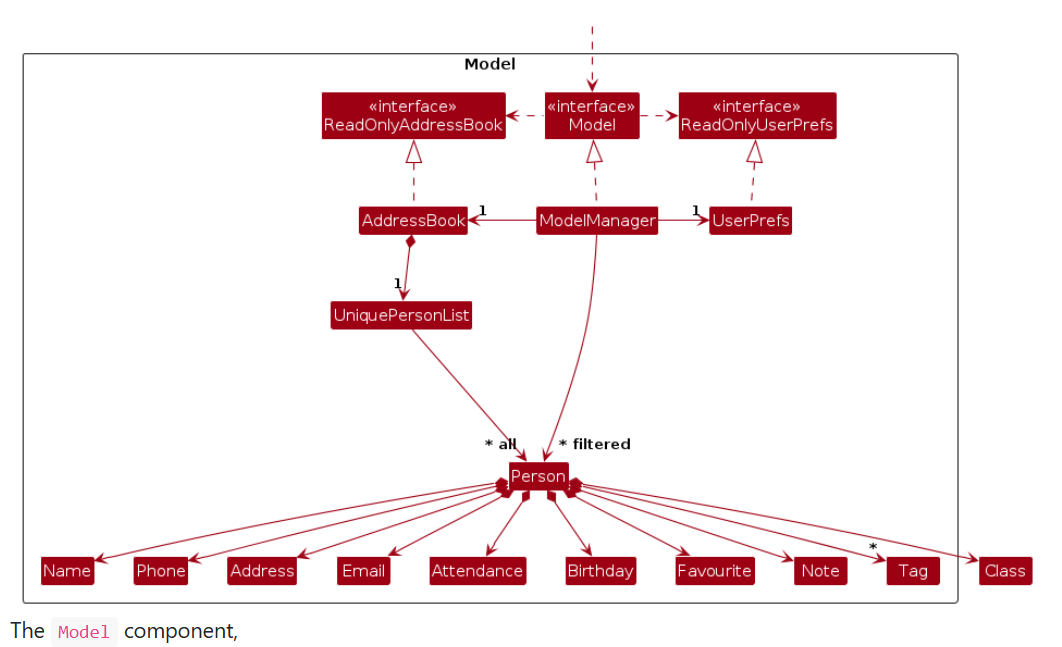 Model
«interface»
ReadOnlyAddressBook
«interface»
Model
«interface»
ReadOnlyUserPrefs
AddressBook
1
ModelManager
1
UserPrefs
1
UniquePersonList
* all
* filtered
Person
*
Name
Phone
Address
Email
Attendance
Birthday
Favourite
Note
Tag
Class
The Model component,